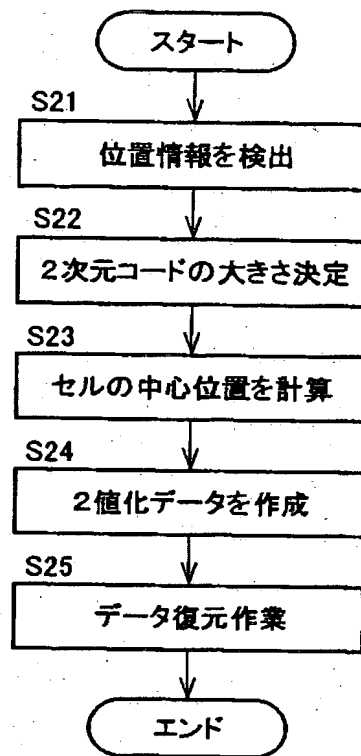 スタート
S21
位置情報を検出
S22
2次元コードの大きさ決定
S23
セルの中心位置を計算
S24
2値化データを作成
S25
データ復元作業
エンド